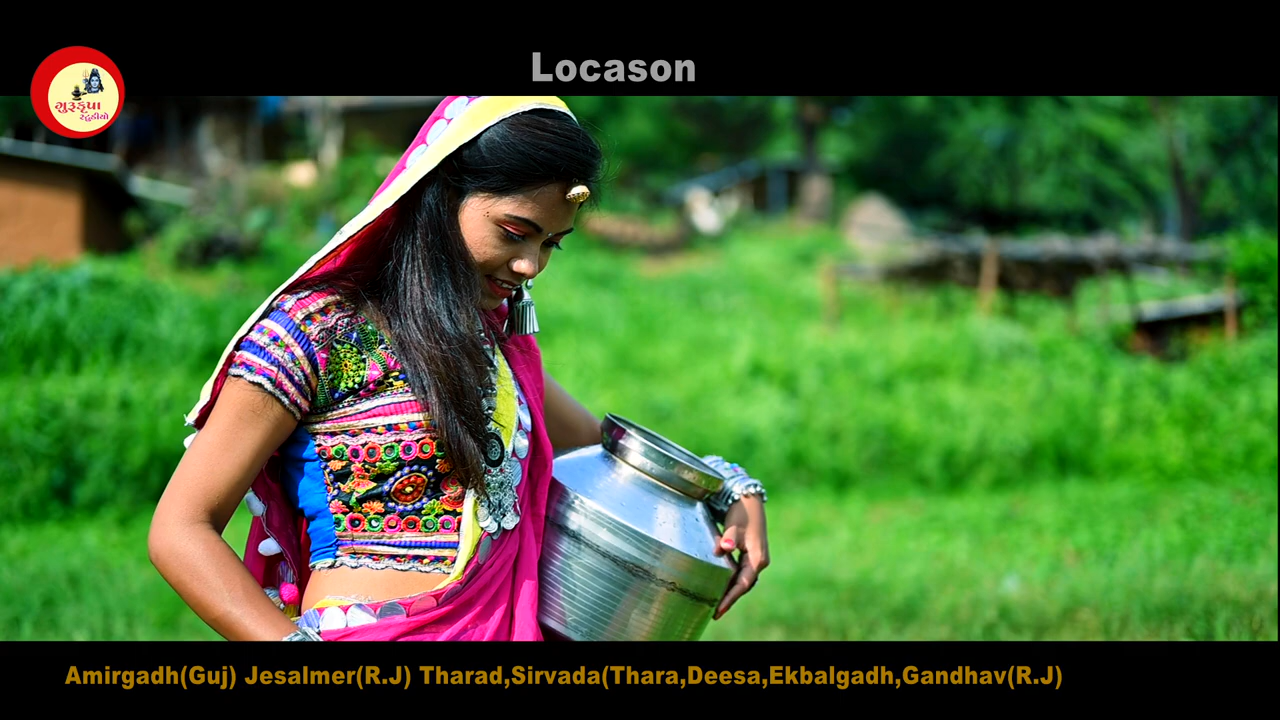 Locason
ગુરૂકૃપા
સ્ટુડીયો
Amirgadh(Guj) Jesalmer(R.J) Tharad,Sirvada(Thara,Deesa,Ekbalgadh,Gandhav(R.J)